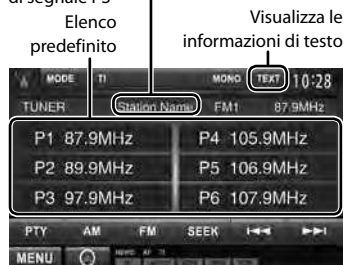 di segnale PS
Elenco
predefinito
Visualizza le
informazioni di testo
MODE TI MONO TEXT 10:28
TUNER Station Name FM1 87.9MHz
P1 87.9MHz P4 105.9MHz
P2 89.9MHz P5 106.9MHz
P3 97.9MHz P6 107.9MHz
PTY AM FM SEEK
MENU AF TI